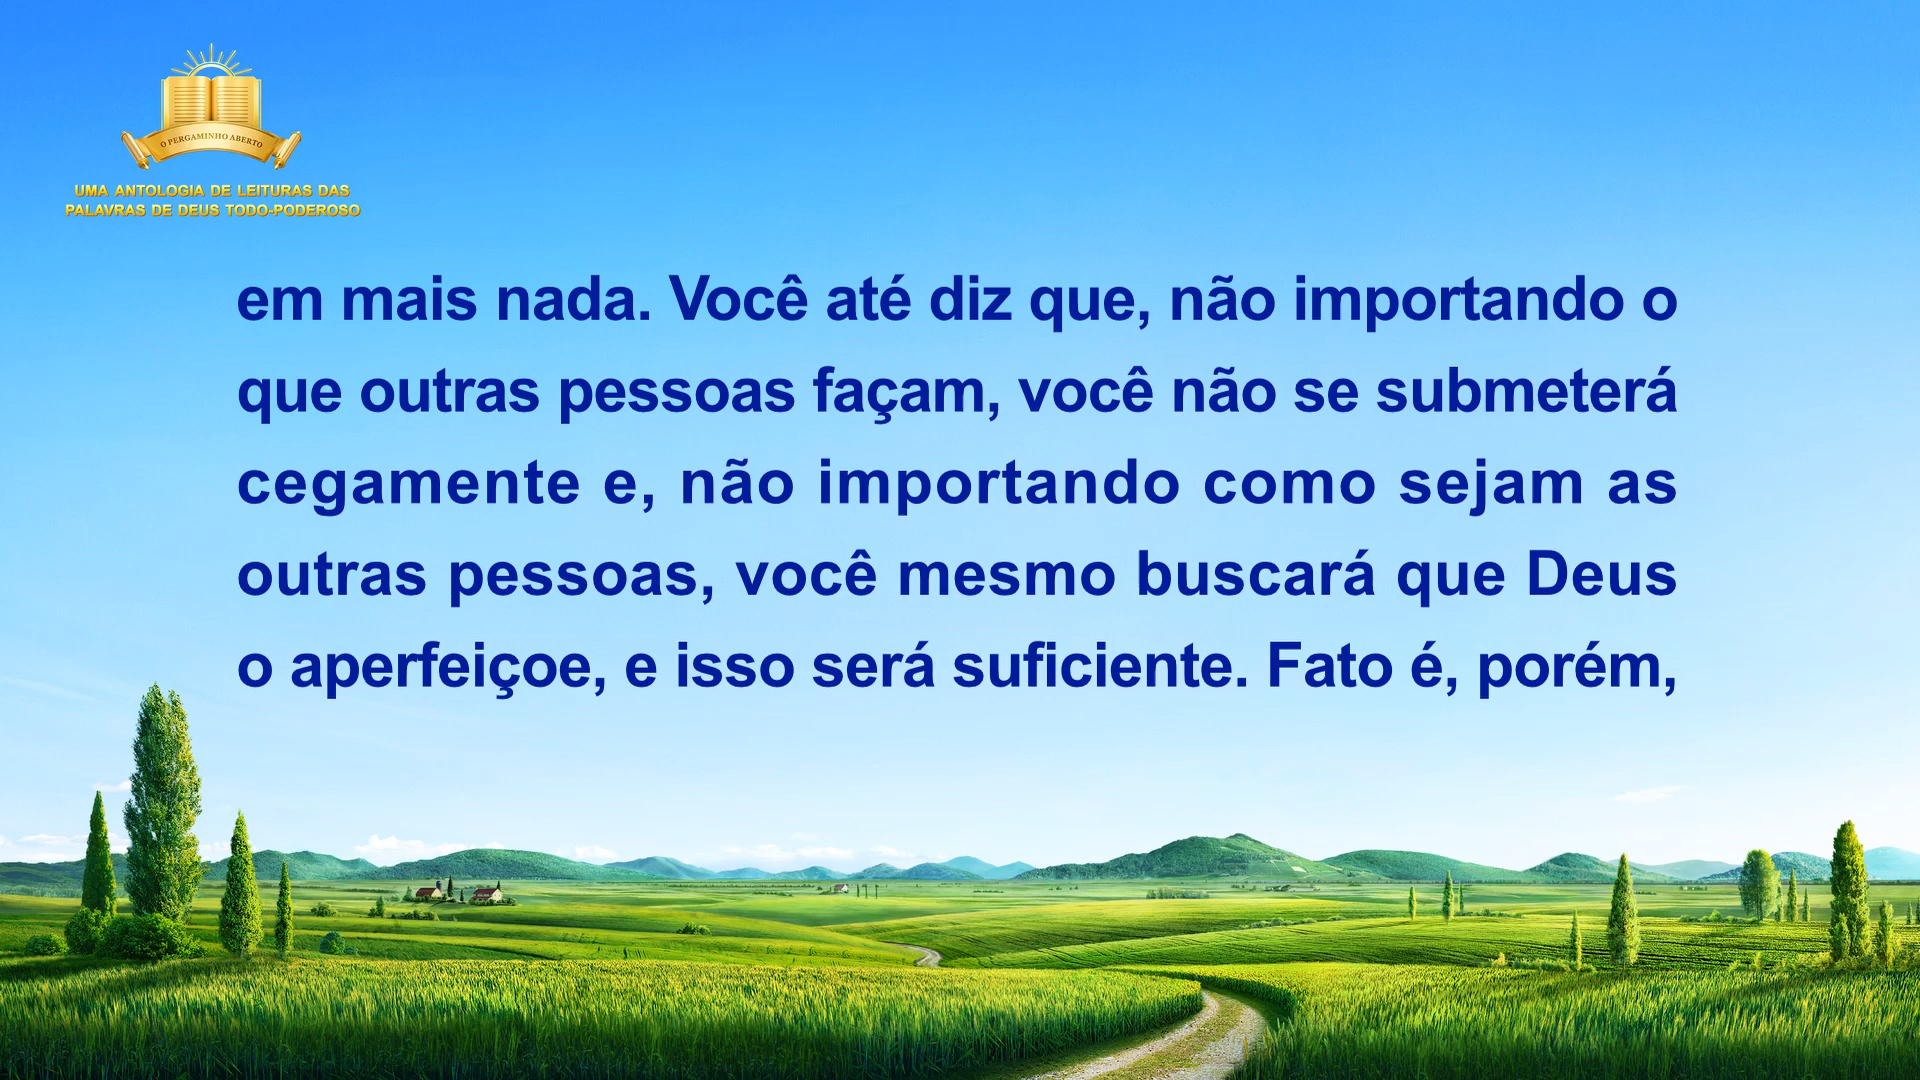 O PERGAMINHO ABERTO
UMA ANTOLOGIA DE LEITURAS DAS
PALAVRAS DE DEUS TODO-PODEROSO
em mais nada. Você até diz que, não importando o
que outras pessoas façam, você não se submeterá
cegamente e, não importando como sejam as
outras pessoas, você mesmo buscará que Deus
o aperfeiçoe, e isso será suficiente. Fato é, porém,